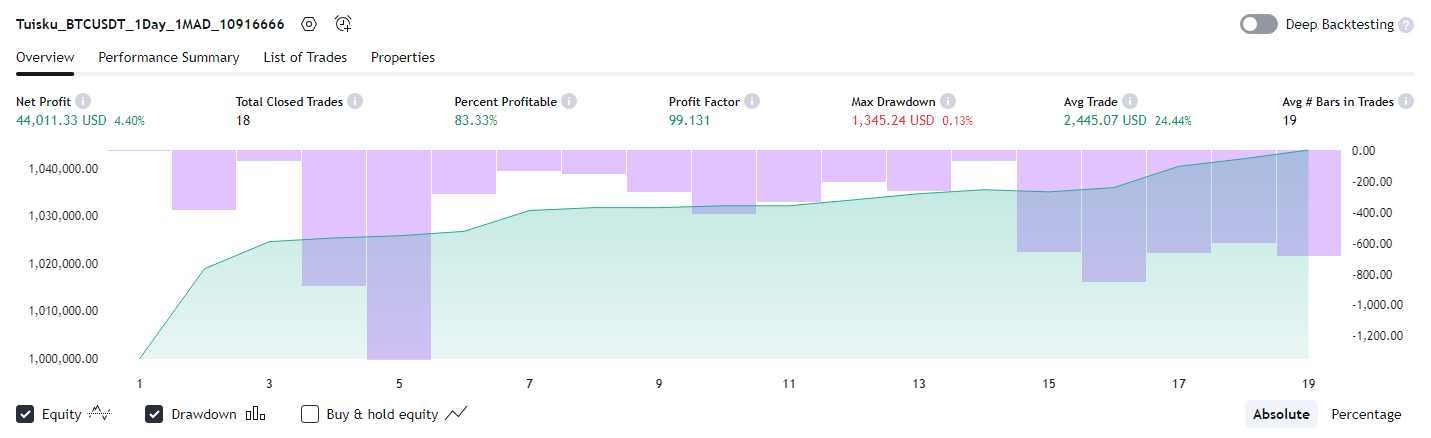 Tuisku_BTCUSDT_1Day_1MAD_10916666 Deep Backtesting ?
Overview Performance Summary List of Trades Properties
Net Profit Total Closed Trades Percent Profitable Profit Factor Max Drawdown Avg Trade Avg # Bars in Trades
44,011.33 USD 4.40% 18 83.33% 99.131 1,345.24 USD 0.13% 2,445.07 USD 24.44% 19
0.00
1,040,000.00
-200.00
1,030,000.00 -400.00
-600.00
1,020,000.00
-800.00
1,010,000.00 -1,000.00
-1,200.00
1,000,000.00
1 3 5 7 9 11 13 15 17 19
Equity Drawdown Buy & hold equity Absolute Percentage